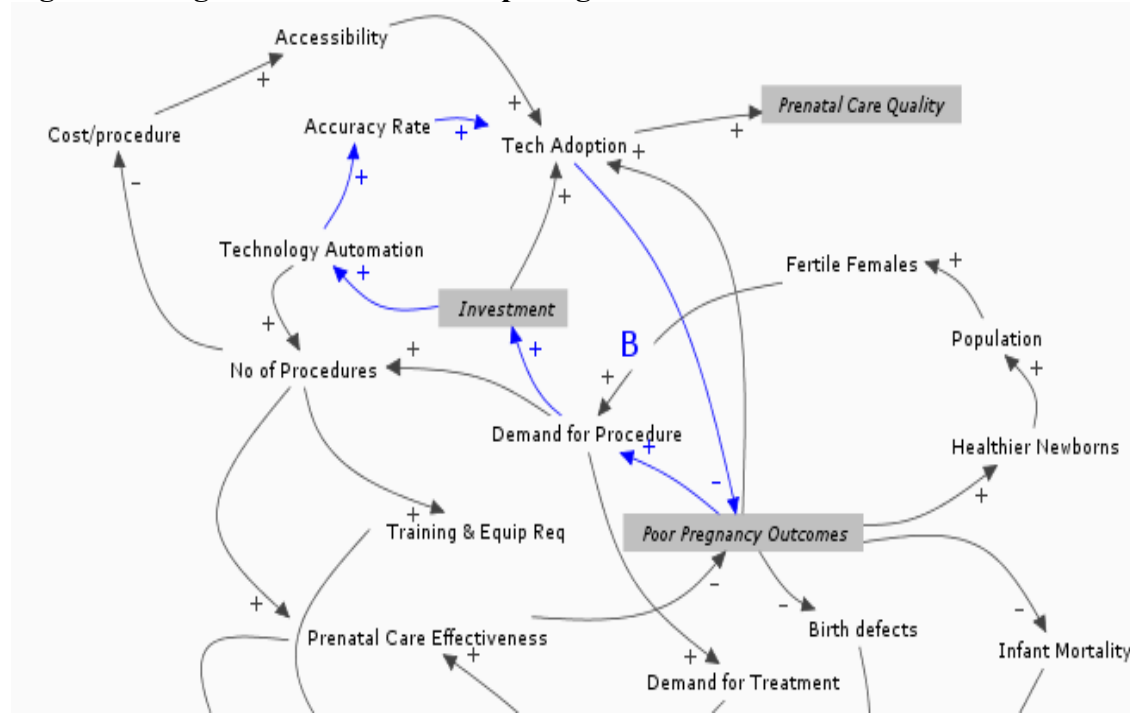 Accessibility
+
+
Prenatal Care Quality
Accuracy Rate
+
+
Cost/procedure
Tech Adoption
+
-
+
+
Technology Automation
Fertile Females
+
+
Investment
+
B
+
Population
+
+
+
No of Procedures
+
Demand for Procedure
+
Healthier Newborns
-
+
+
Training & Equip Req
Poor Pregnancy Outcomes
-
+
-
-
Birth defects
Prenatal Care Effectiveness
+
+
Infant Mortality
Demand for Treatment